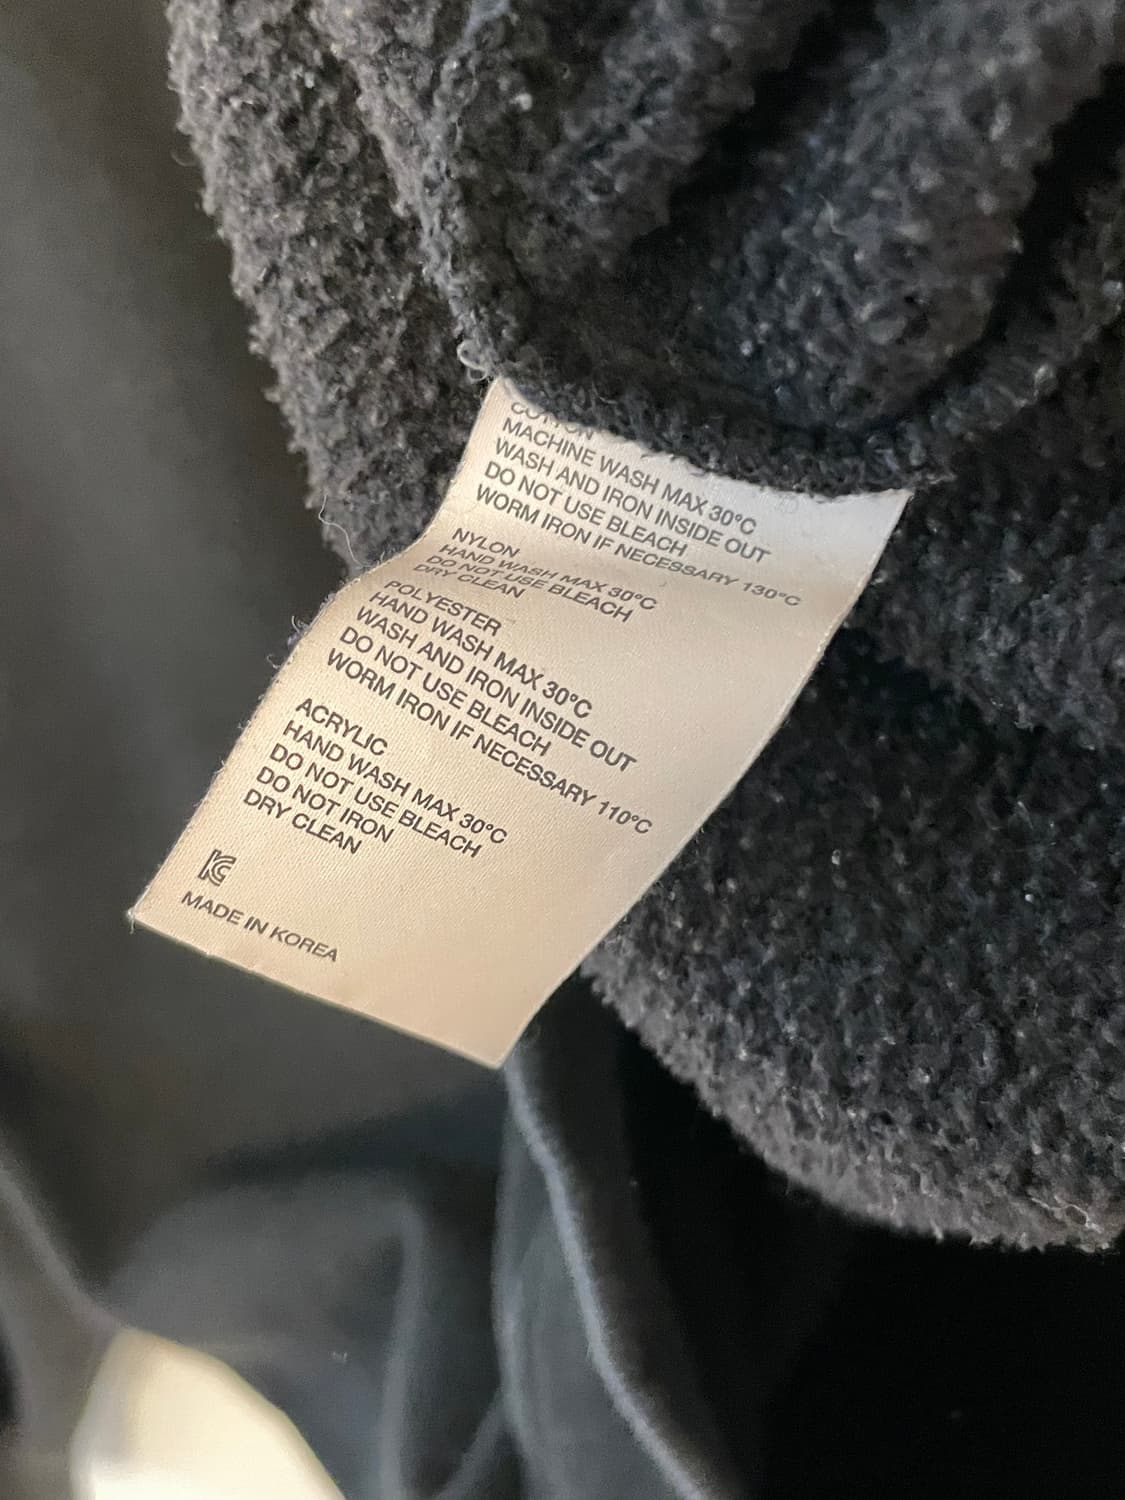 COTTON
MACHINE WASH MAX 30°C
WASH AND IRON INSIDE OUT
DO NOT USE BLEACH
WORM IRON IF NECESSARY 130°C
NYLON
HAND WASH MAX 30°C
DO NOT USE BLEACH
DRY CLEAN
POLYESTER
HAND WASH MAX 30°C
WASH AND IRON INSIDE OUT
DO NOT USE BLEACH
WORM IRON IF NECESSARY 110°C
ACRYLIC
HAND WASH MAX 30°C
DO NOT USE BLEACH
DO NOT IRON
DRY CLEAN
KC
MADE IN KOREA